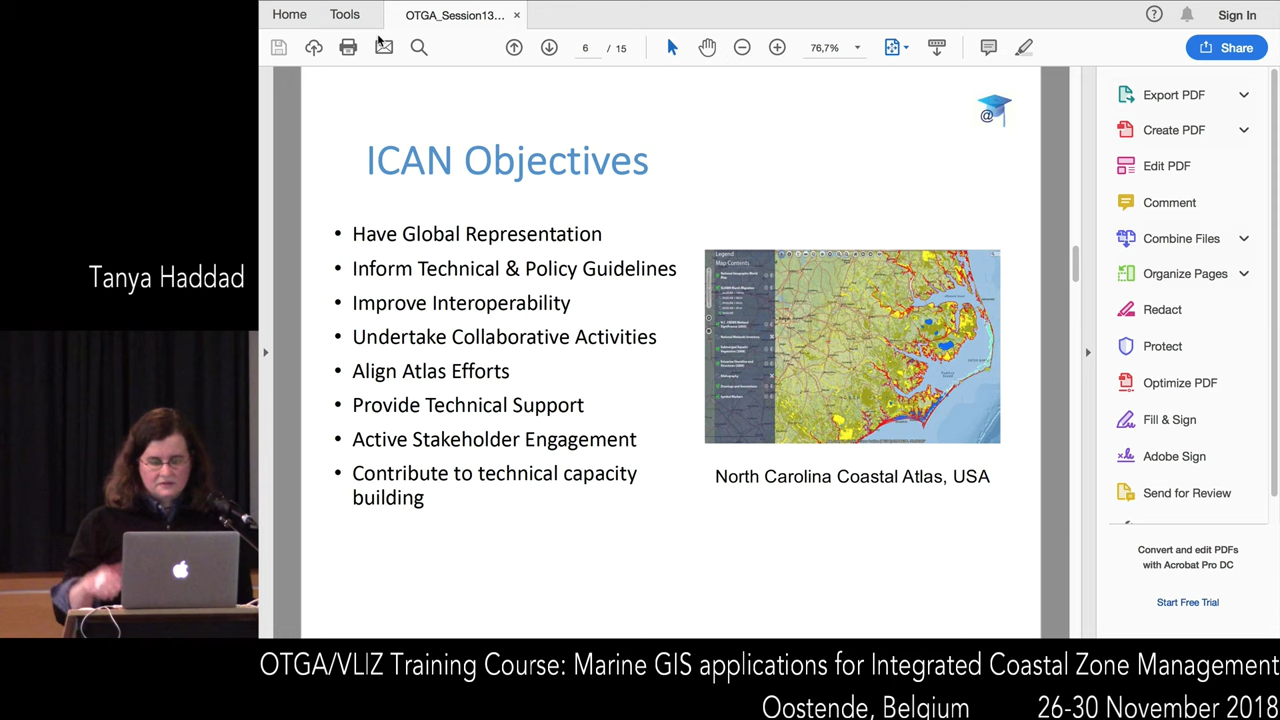 Home
Tools
OTGA_Session13...
×
Sign In
6 / 15
76,7%
Share
@
ICAN Objectives
• Have Global Representation
• Inform Technical & Policy Guidelines
• Improve Interoperability
• Undertake Collaborative Activities
• Align Atlas Efforts
• Provide Technical Support
• Active Stakeholder Engagement
• Contribute to technical capacity
building
Legend
Map Contents
North Carolina Coastal Atlas, USA
Export PDF
Create PDF
Edit PDF
Comment
Combine Files
Organize Pages
Redact
Protect
Optimize PDF
Fill & Sign
Adobe Sign
Send for Review
Convert and edit PDFs
with Acrobat Pro DC
Start Free Trial
Tanya Haddad
OTGA/VLIZ Training Course: Marine GIS applications for Integrated Coastal Zone Management
Oostende, Belgium 26-30 November 2018